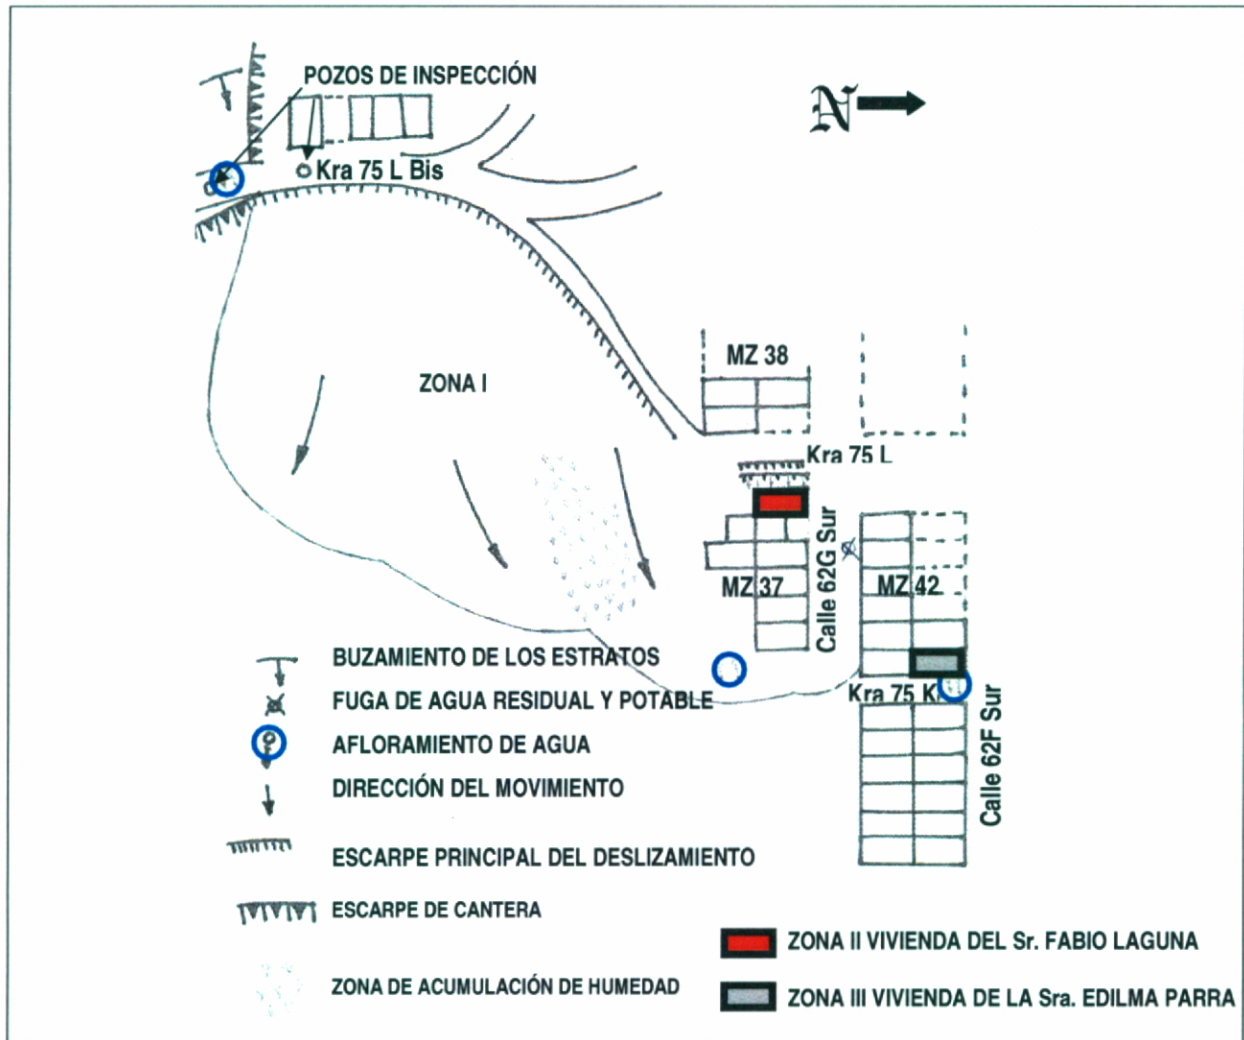 POZOS DE INSPECCIÓN
N
Kra 75 L Bis
MZ 38
ZONA I
Kra 75 L
Calle 62G Sur
MZ 37
MZ 42
Kra 75 K
Calle 62F Sur
BUZAMIENTO DE LOS ESTRATOS
FUGA DE AGUA RESIDUAL Y POTABLE
AFLORAMIENTO DE AGUA
DIRECCIÓN DEL MOVIMIENTO
ESCARPE PRINCIPAL DEL DESLIZAMIENTO
ESCARPE DE CANTERA
ZONA DE ACUMULACIÓN DE HUMEDAD
ZONA II VIVIENDA DEL Sr. FABIO LAGUNA
ZONA III VIVIENDA DE LA Sra. EDILMA PARRA